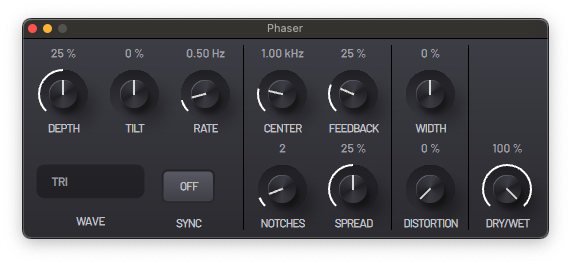 Phaser
25 % 0 % 0.50 Hz 1.00 kHz 25 % 0 %
DEPTH TILT RATE CENTER FEEDBACK WIDTH
2 25 % 0 % 100 %
TRI OFF
WAVE SYNC NOTCHES SPREAD DISTORTION DRY/WET